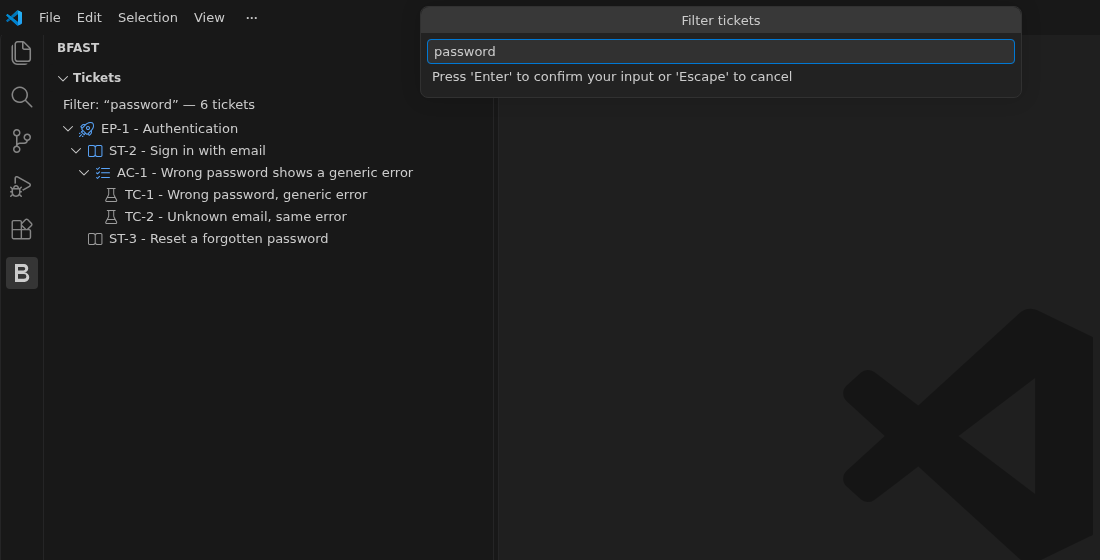 File Edit Selection View ···
Filter tickets
password
Press 'Enter' to confirm your input or 'Escape' to cancel
BFAST
Tickets
Filter: “password” — 6 tickets
EP-1 - Authentication
ST-2 - Sign in with email
AC-1 - Wrong password shows a generic error
TC-1 - Wrong password, generic error
TC-2 - Unknown email, same error
ST-3 - Reset a forgotten password
B